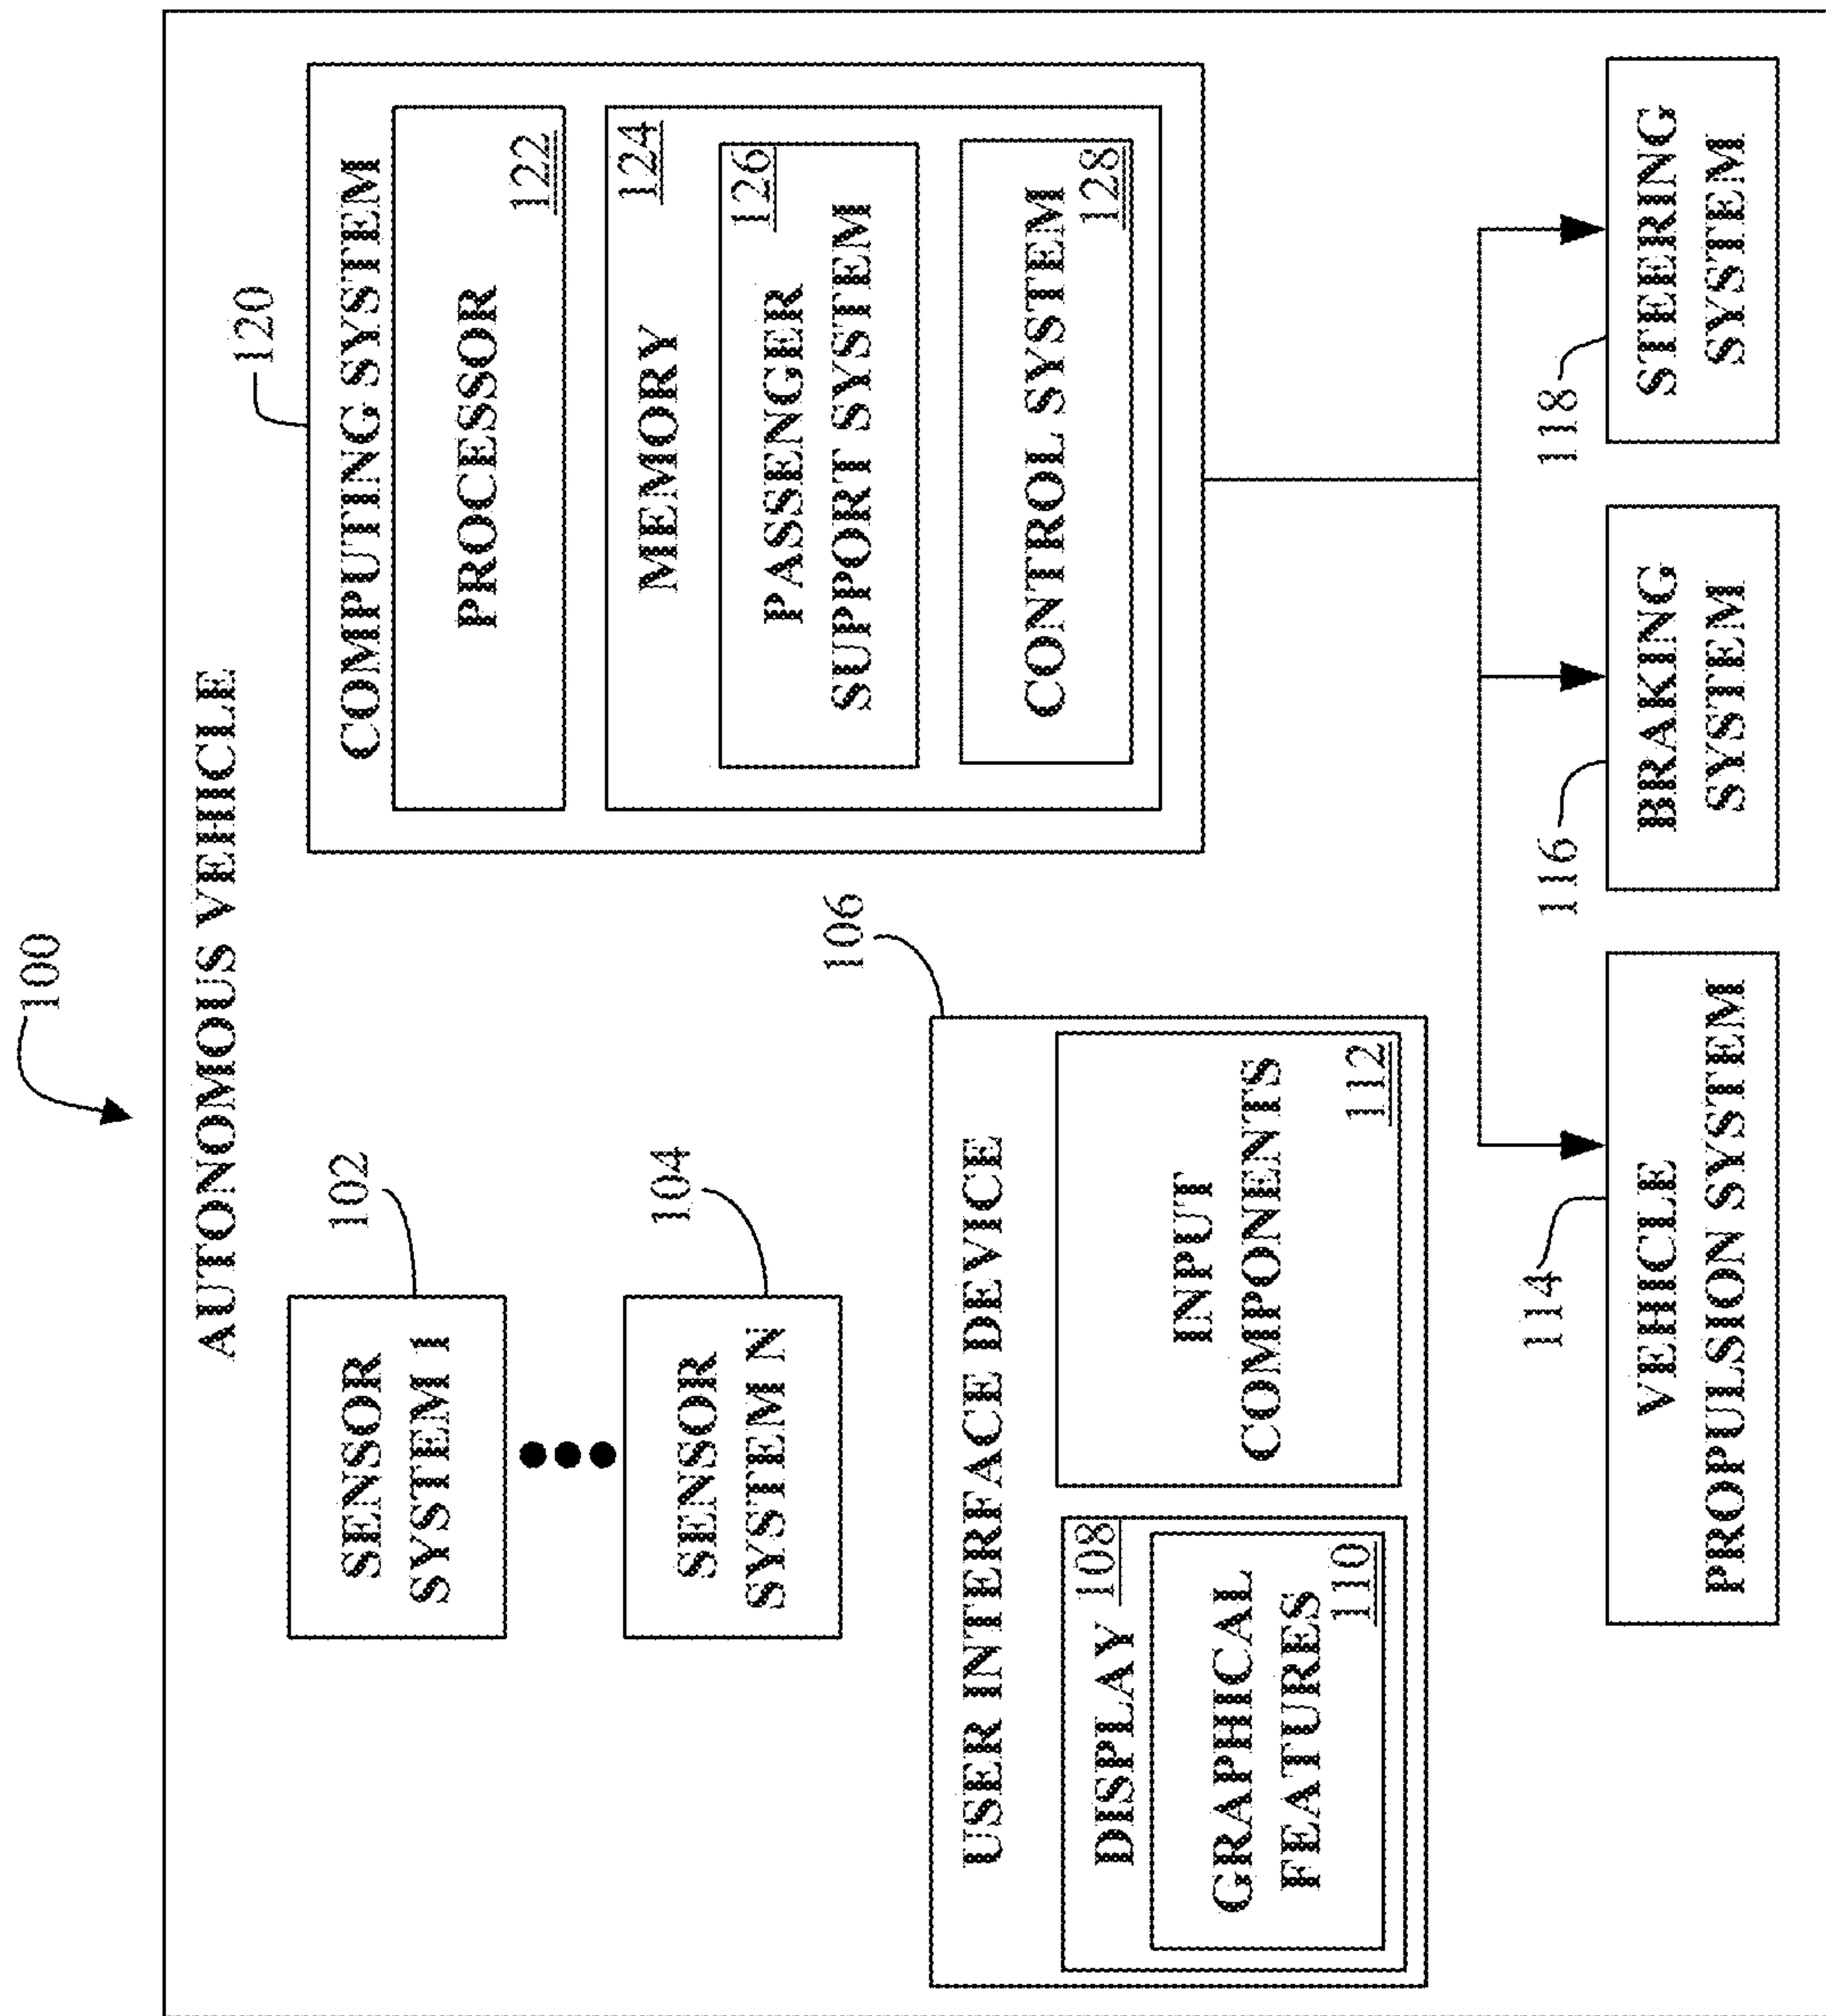 100
AUTONOMOUS VEHICLE
102
SENSOR
SYSTEM 1
104
SENSOR
SYSTEM N
106
USER INTERFACE DEVICE
DISPLAY 108
GRAPHICAL
FEATURES
110
INPUT
COMPONENTS
112
120
COMPUTING SYSTEM
PROCESSOR
122
MEMORY 124
126
PASSENGER
SUPPORT SYSTEM
CONTROL SYSTEM
128
114
VEHICLE
PROPULSION SYSTEM
116
BRAKING
SYSTEM
118
STEERING
SYSTEM